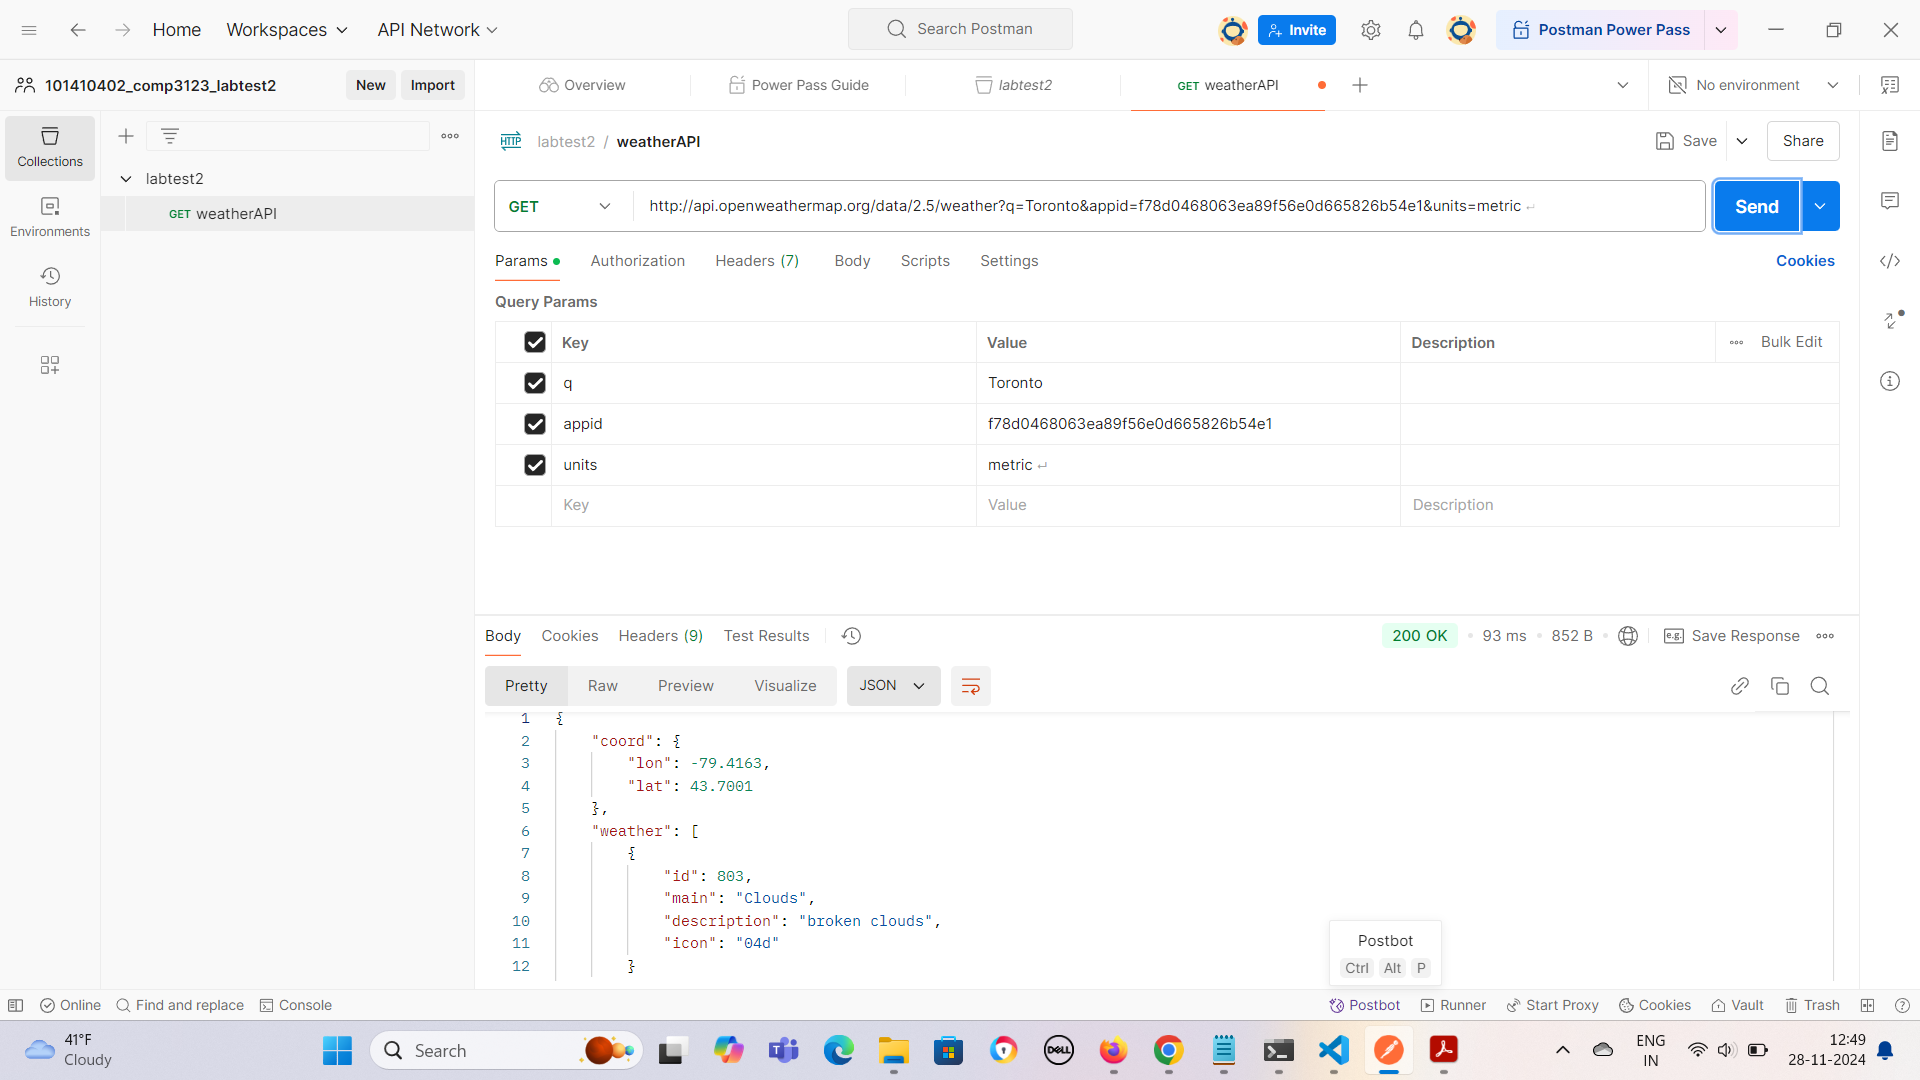 Home
Workspaces
API Network
Search Postman
Invite
Postman Power Pass
101410402_comp3123_labtest2
New
Import
Overview
Power Pass Guide
labtest2
GET weatherAPI
No environment
Collections
Environments
History
labtest2
GET weatherAPI
HTTP
labtest2 / weatherAPI
Save
Share
GET
http://api.openweathermap.org/data/2.5/weather?q=Toronto&appid=f78d0468063ea89f56e0d665826b54e1&units=metric
Send
Params
Authorization
Headers (7)
Body
Scripts
Settings
Cookies
Query Params
Key Value Description
Bulk Edit
q Toronto
appid f78d0468063ea89f56e0d665826b54e1
units metric
Key Value Description
Body
Cookies
Headers (9)
Test Results
200 OK
93 ms
852 B
e.g. Save Response
Pretty
Raw
Preview
Visualize
JSON
1 {
2 "coord": {
3 "lon": -79.4163,
4 "lat": 43.7001
5 },
6 "weather": [
7 {
8 "id": 803,
9 "main": "Clouds",
10 "description": "broken clouds",
11 "icon": "04d"
12 }
Postbot
Ctrl Alt P
Online
Find and replace
Console
Postbot
Runner
Start Proxy
Cookies
Vault
Trash
41°F
Cloudy
Search
DELL
ENG
IN
12:49
28-11-2024